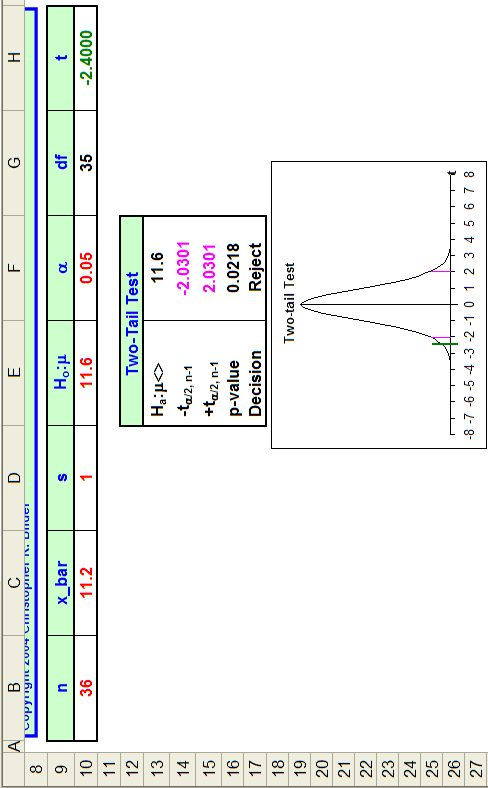 A B C D E F G H
8 Copyright 2004 Christopher R. Bilder
9 n x_bar s H₀:μ α df t
10 36 11.2 1 11.6 0.05 35 -2.4000
11
12 Two-Tail Test
13 Hₐ:μ<> 11.6
14 -tα/2, n-1 -2.0301
15 +tα/2, n-1 2.0301
16 p-value 0.0218
17 Decision Reject
18
19
20 Two-tail Test
21
22
23
24
25
26 t
-8 -7 -6 -5 -4 -3 -2 -1 0 1 2 3 4 5 6 7 8
27